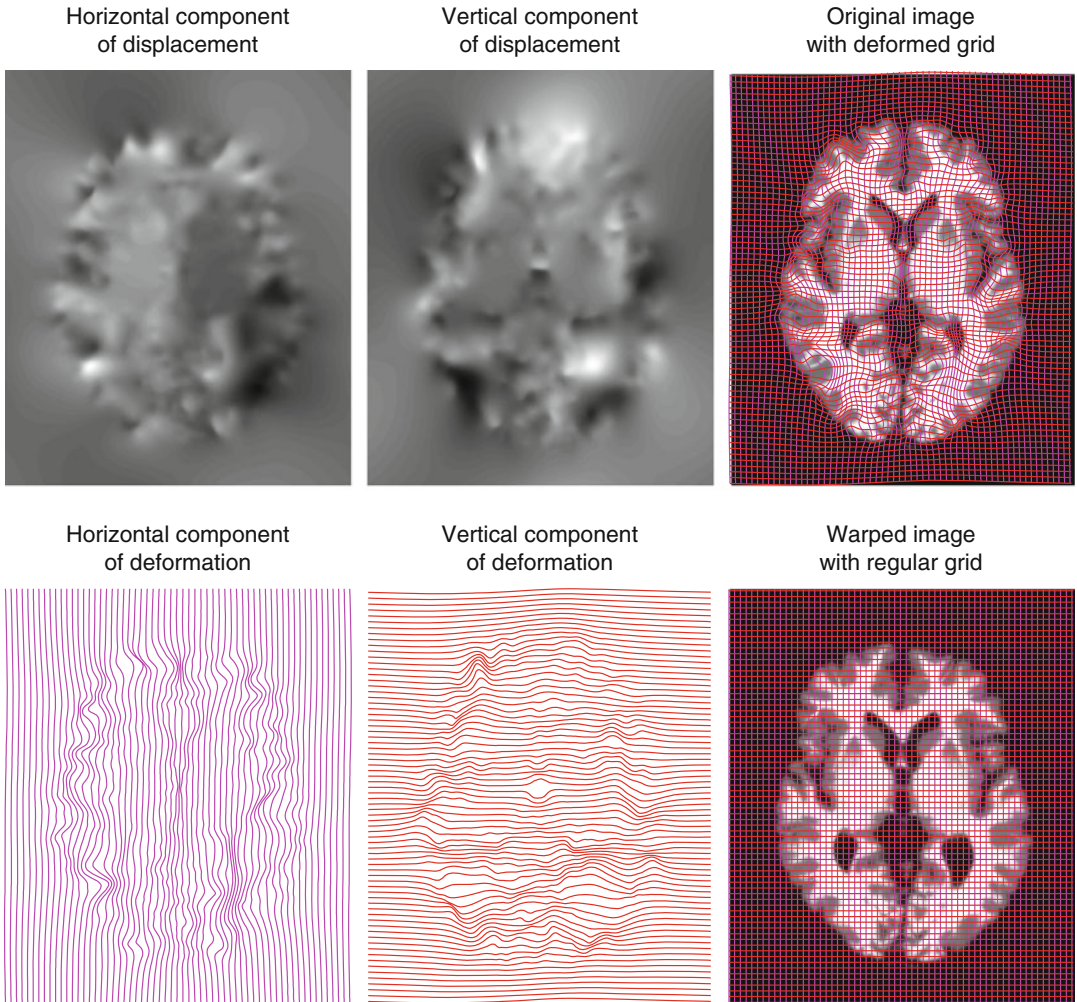 Horizontal component
of displacement
Vertical component
of displacement
Original image
with deformed grid
Horizontal component
of deformation
Vertical component
of deformation
Warped image
with regular grid